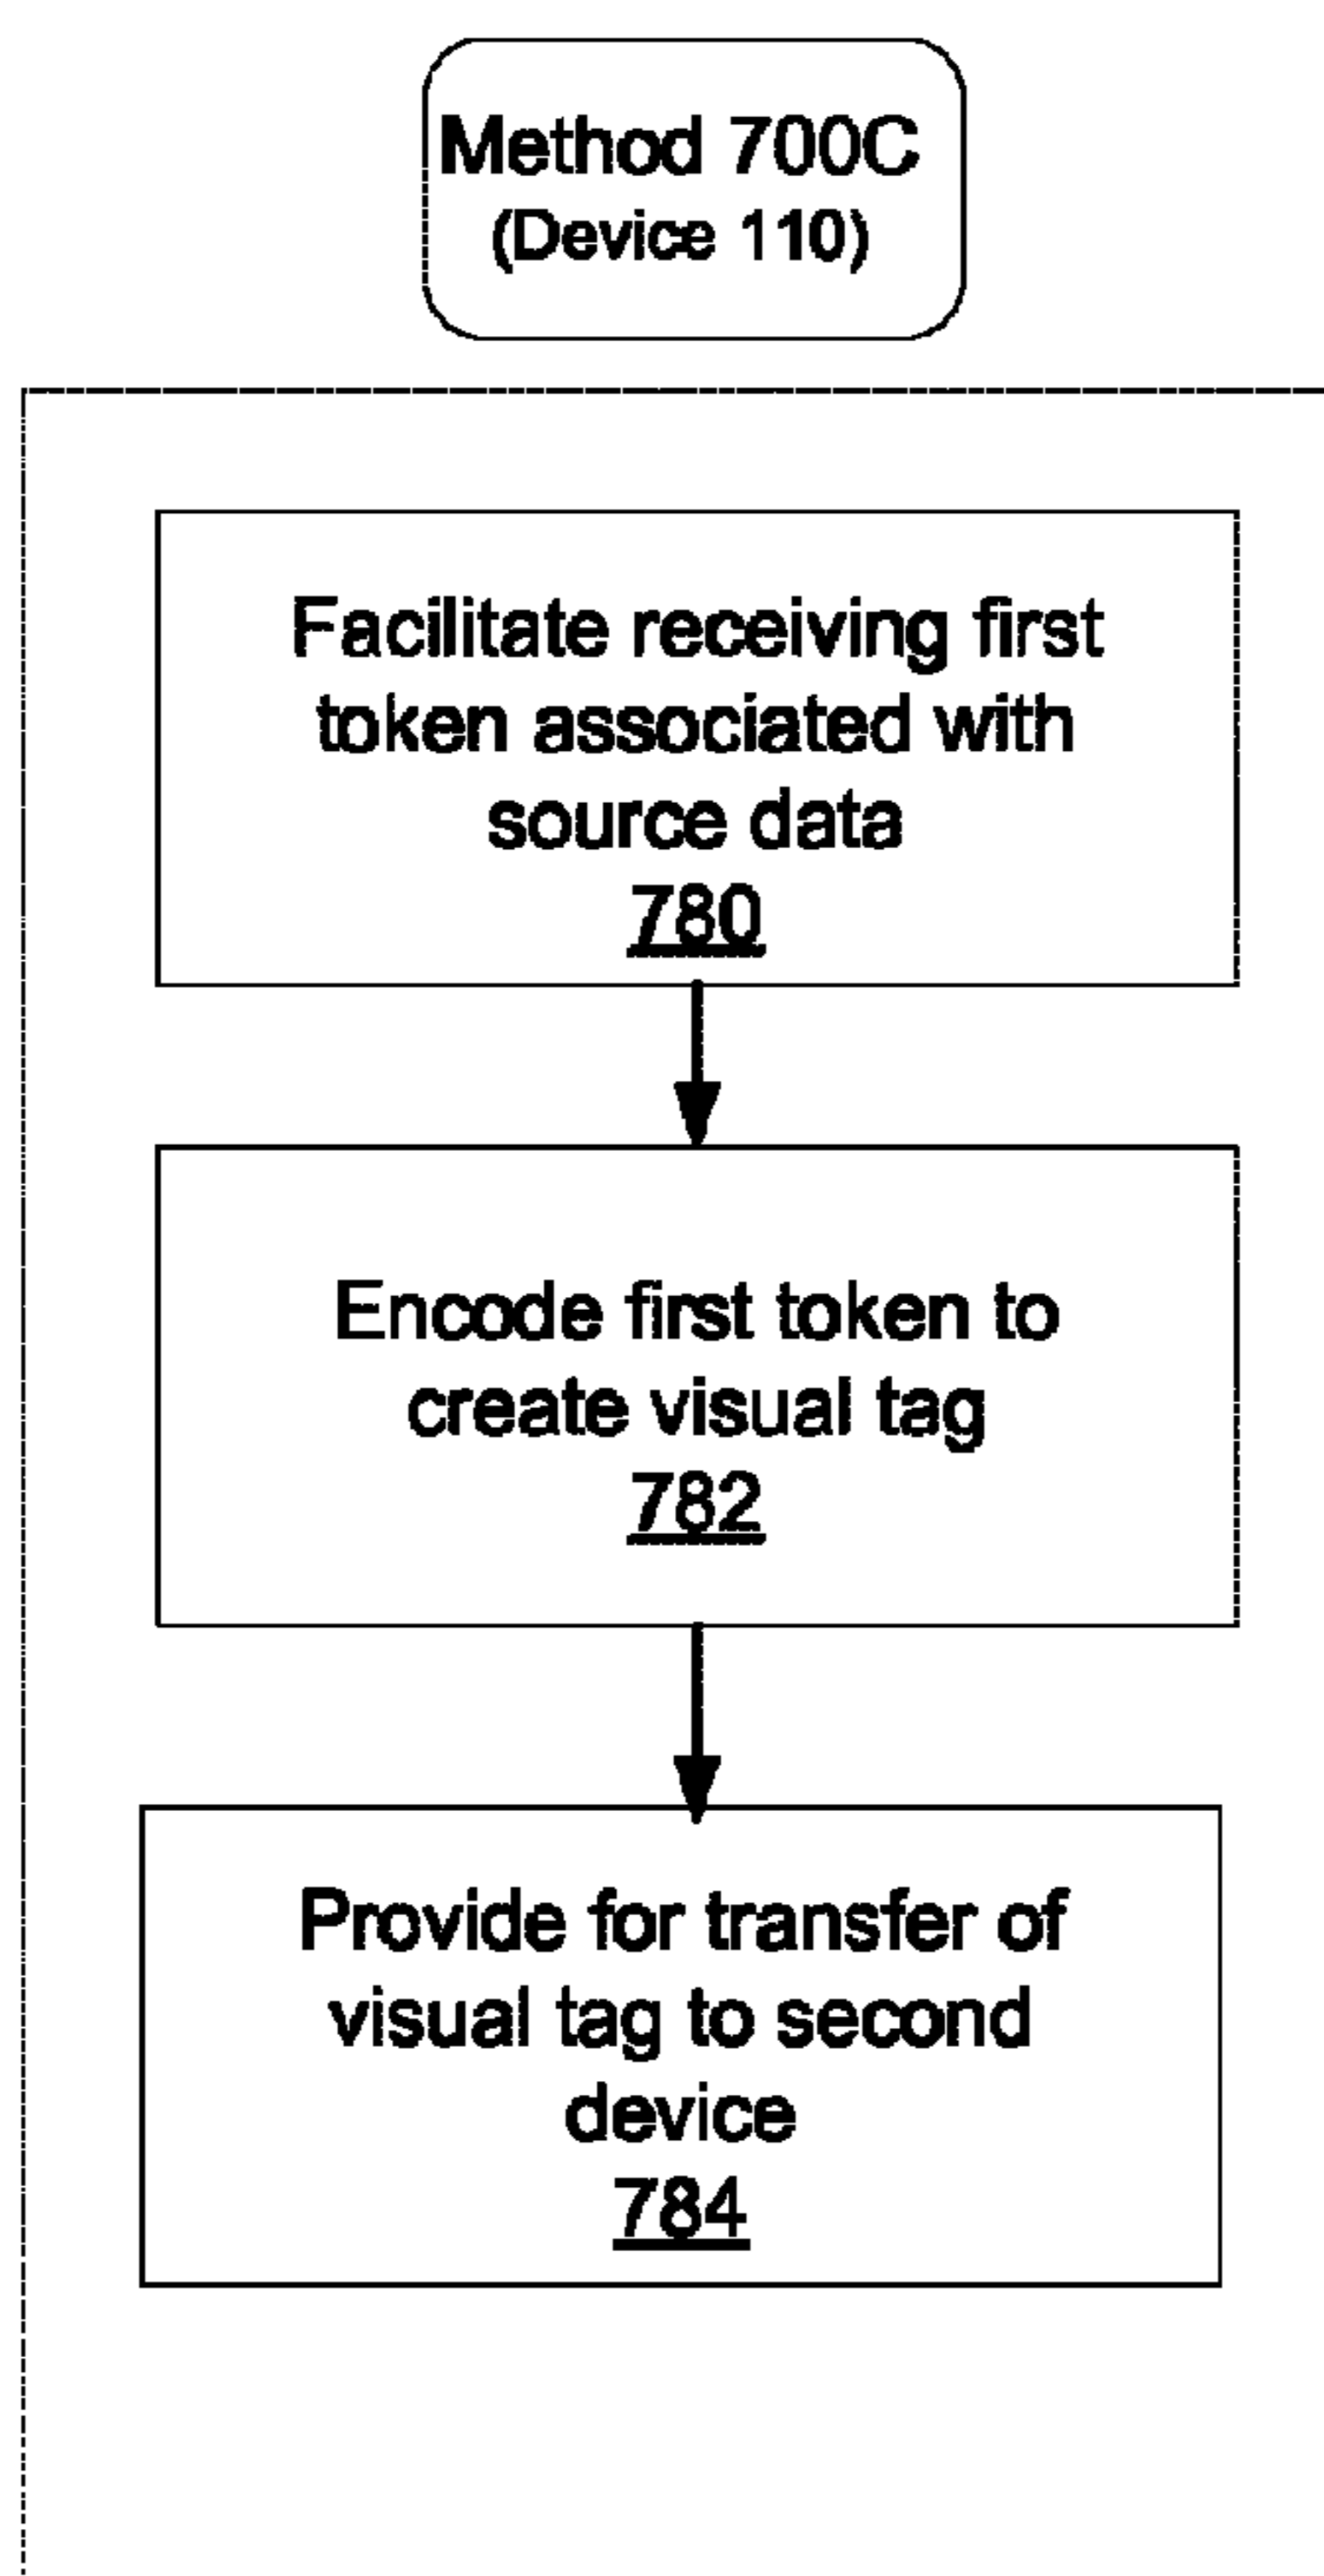 Method 700C
(Device 110)
Facilitate receiving first
token associated with
source data
780
Encode first token to
create visual tag
782
Provide for transfer of
visual tag to second
device
784